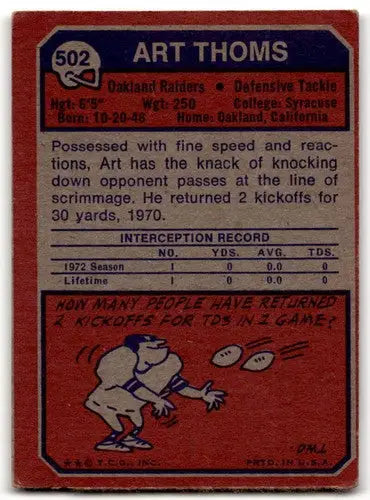 502
ART THOMS
Oakland Raiders • Defensive Tackle
Hgt: 6'5" Wgt: 250 College: Syracuse
Born: 10-20-46 Home: Oakland, California
Possessed with fine speed and reac-
tions, Art has the knack of knocking
down opponent passes at the line of
scrimmage. He returned 2 kickoffs for
30 yards, 1970.
INTERCEPTION RECORD
NO. YDS. AVG. TDS.
1972 Season 1 0 0.0 0
Lifetime 1 0 0.0 0
HOW MANY PEOPLE HAVE RETURNED
2 KICKOFFS FOR TDS IN 1 GAME?
★★ © T.C.G., INC. PRTD. IN U.S.A.